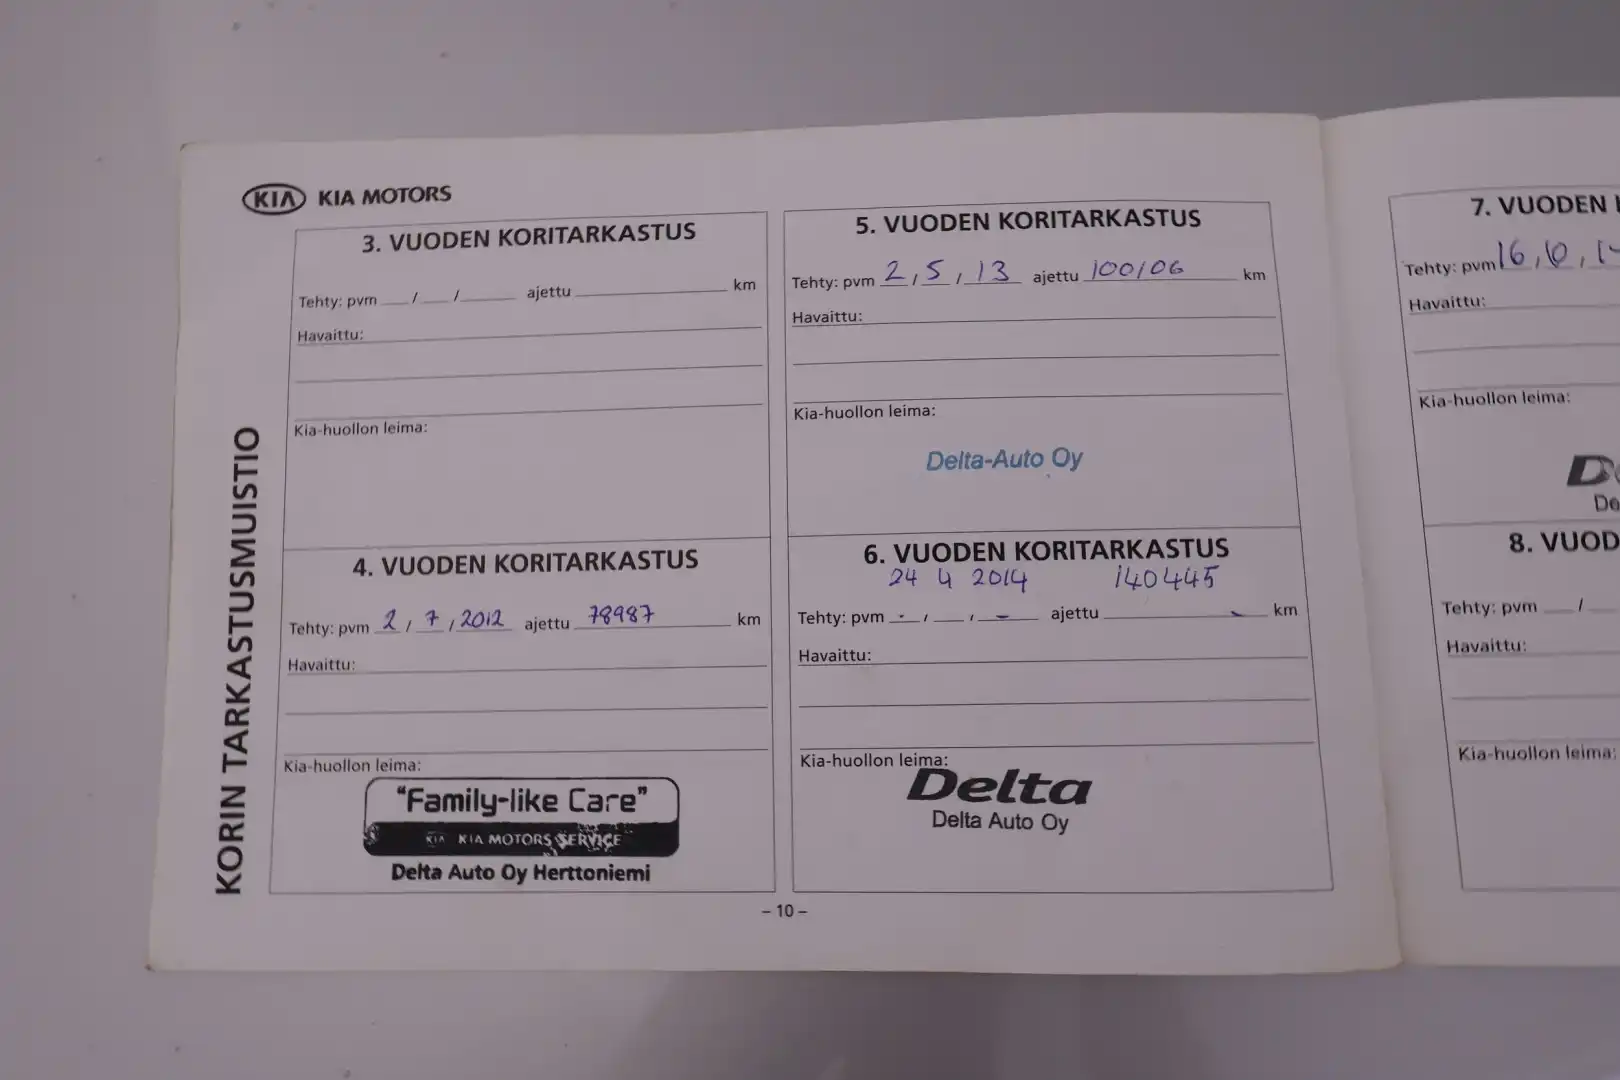 KIA KIA MOTORS
KORIN TARKASTUSMUISTIO
3. VUODEN KORITARKASTUS
Tehty: pvm / / ajettu km
Havaittu:
Kia-huollon leima:
4. VUODEN KORITARKASTUS
Tehty: pvm 2 / 7 / 2012 ajettu 78987 km
Havaittu:
Kia-huollon leima:
"Family-like Care"
KIA KIA MOTORS SERVICE
Delta Auto Oy Herttoniemi
5. VUODEN KORITARKASTUS
Tehty: pvm 2 / 5 / 13 ajettu 100106 km
Havaittu:
Kia-huollon leima:
Delta-Auto Oy
6. VUODEN KORITARKASTUS
24 4 2014 140445
Tehty: pvm - / / - ajettu km
Havaittu:
Kia-huollon leima:
Delta
Delta Auto Oy
– 10 –
7. VUODEN
Tehty: pvm 16 /
Havaittu:
Kia-huollon leima:
8. VUOD
Tehty: pvm /
Havaittu:
Kia-huollon leima: